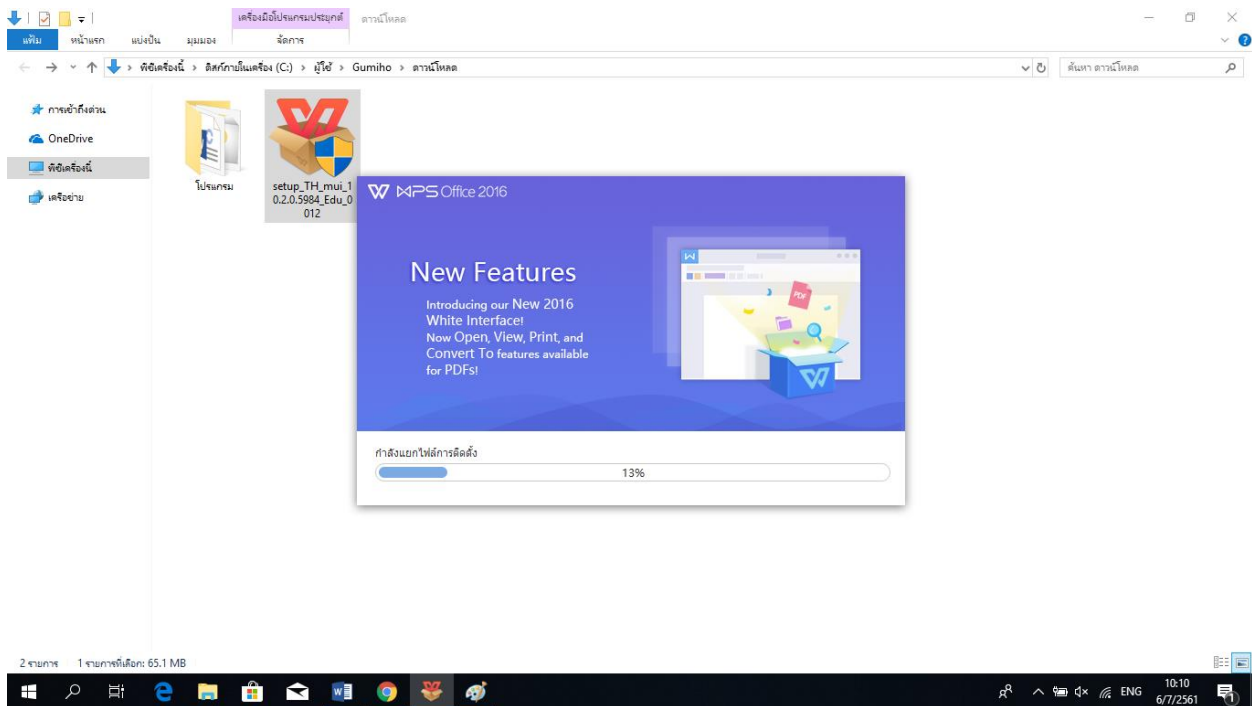 เครื่องมือโปรแกรมประยุกต์
ดาวน์โหลด
แฟ้ม
หน้าแรก
แบ่งปัน
มุมมอง
จัดการ
พีซีเครื่องนี้ › ดิสก์ภายในเครื่อง (C:) › ผู้ใช้ › Gumiho › ดาวน์โหลด
ค้นหา ดาวน์โหลด
การเข้าถึงด่วน
OneDrive
พีซีเครื่องนี้
เครือข่าย
โปรแกรม
setup_TH_mui_1
0.2.0.5984_Edu_0
012
WPS Office 2016
New Features
Introducing our New 2016
White Interface!
Now Open, View, Print, and
Convert To features available
for PDFs!
PDF
กำลังแยกไฟล์การติดตั้ง
13%
2 รายการ
1 รายการที่เลือก: 65.1 MB
ENG
10:10
6/7/2561
1